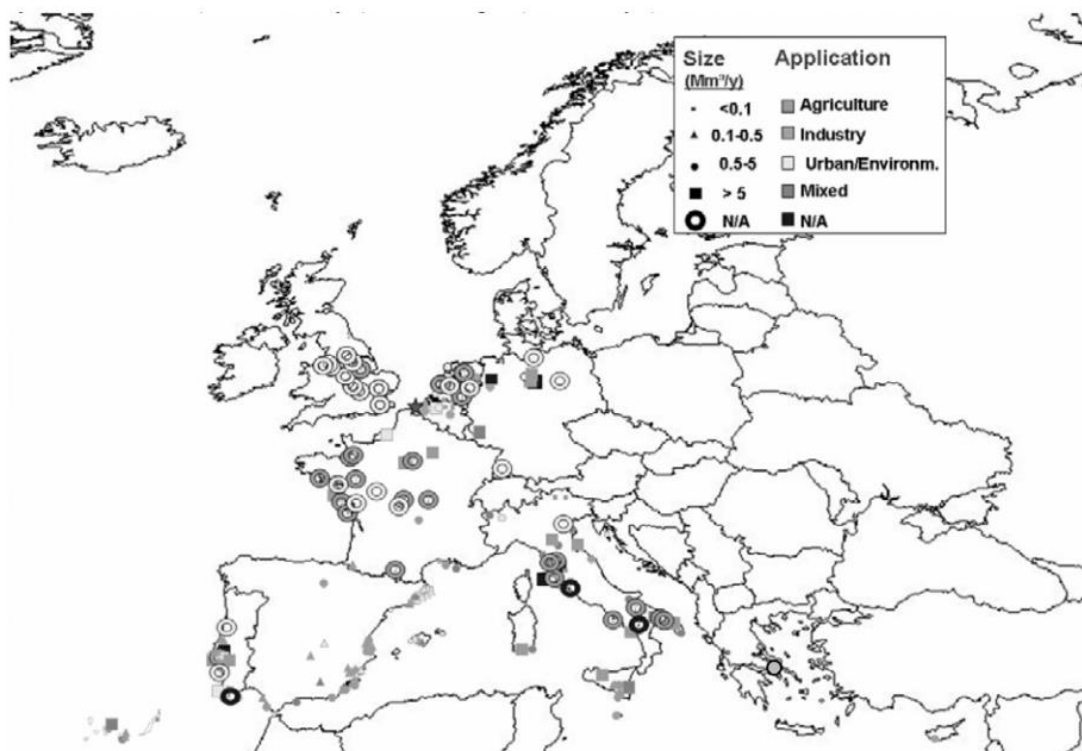 Size Application
(Mm³/y)
<0.1 Agriculture
0.1-0.5 Industry
0.5-5 Urban/Environm.
> 5 Mixed
N/A N/A